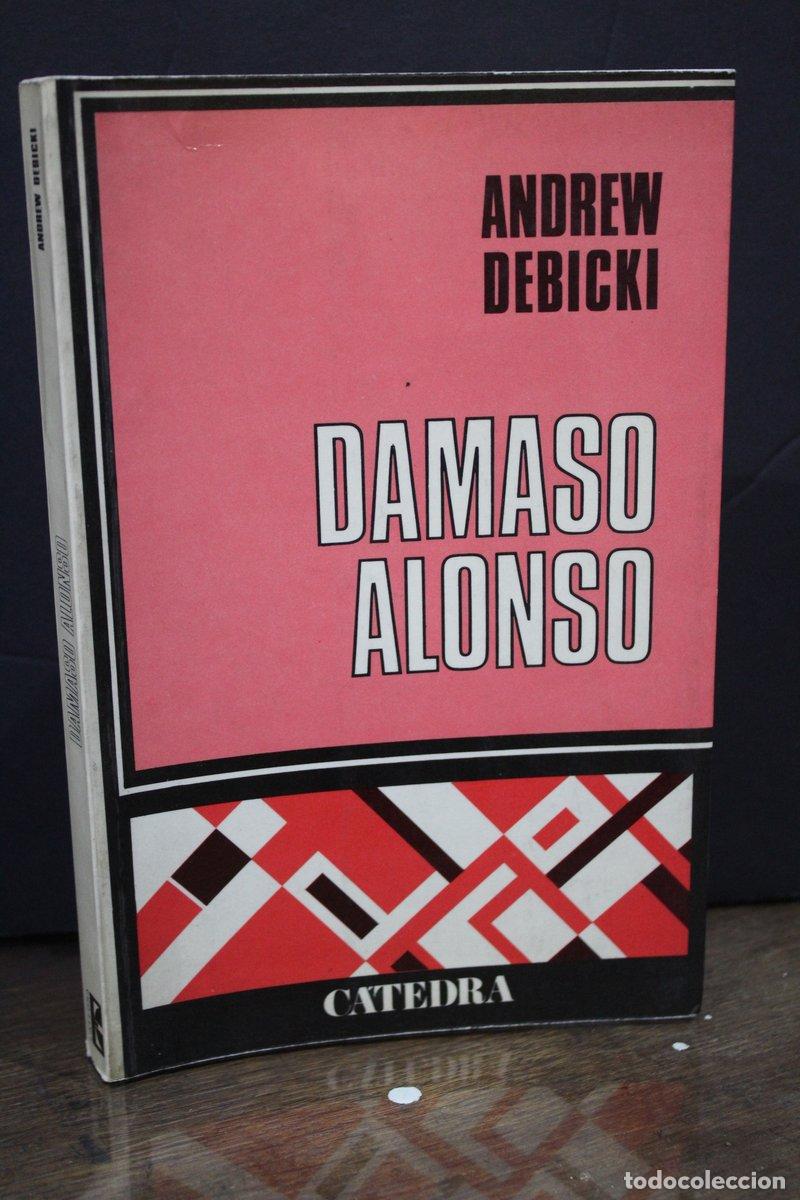 ANDREW
DEBICKI
DAMASO
ALONSO
CATEDRA
ANDREW DEBICKI
DAMASO ALONSO
todocoleccion